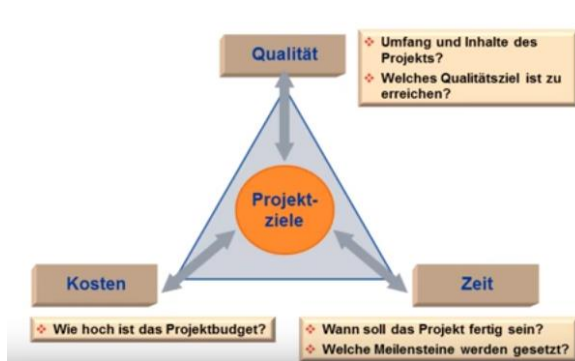 Qualität
❖ Umfang und Inhalte des
Projekts?
❖ Welches Qualitätsziel ist zu
erreichen?
Projekt-
ziele
Kosten
❖ Wie hoch ist das Projektbudget?
Zeit
❖ Wann soll das Projekt fertig sein?
❖ Welche Meilensteine werden gesetzt?